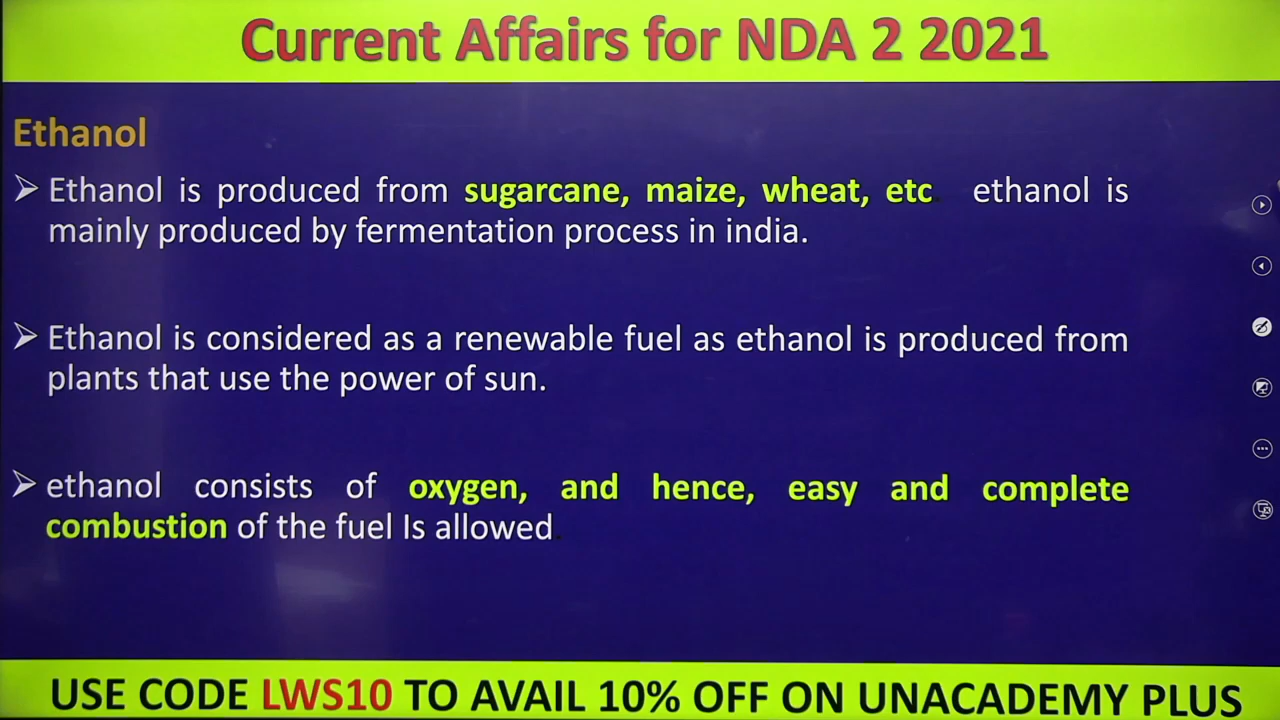 Current Affairs for NDA 2 2021
Ethanol
➢ Ethanol is produced from sugarcane, maize, wheat, etc ethanol is
mainly produced by fermentation process in india.
➢ Ethanol is considered as a renewable fuel as ethanol is produced from
plants that use the power of sun.
➢ ethanol consists of oxygen, and hence, easy and complete
combustion of the fuel Is allowed.
USE CODE LWS10 TO AVAIL 10% OFF ON UNACADEMY PLUS